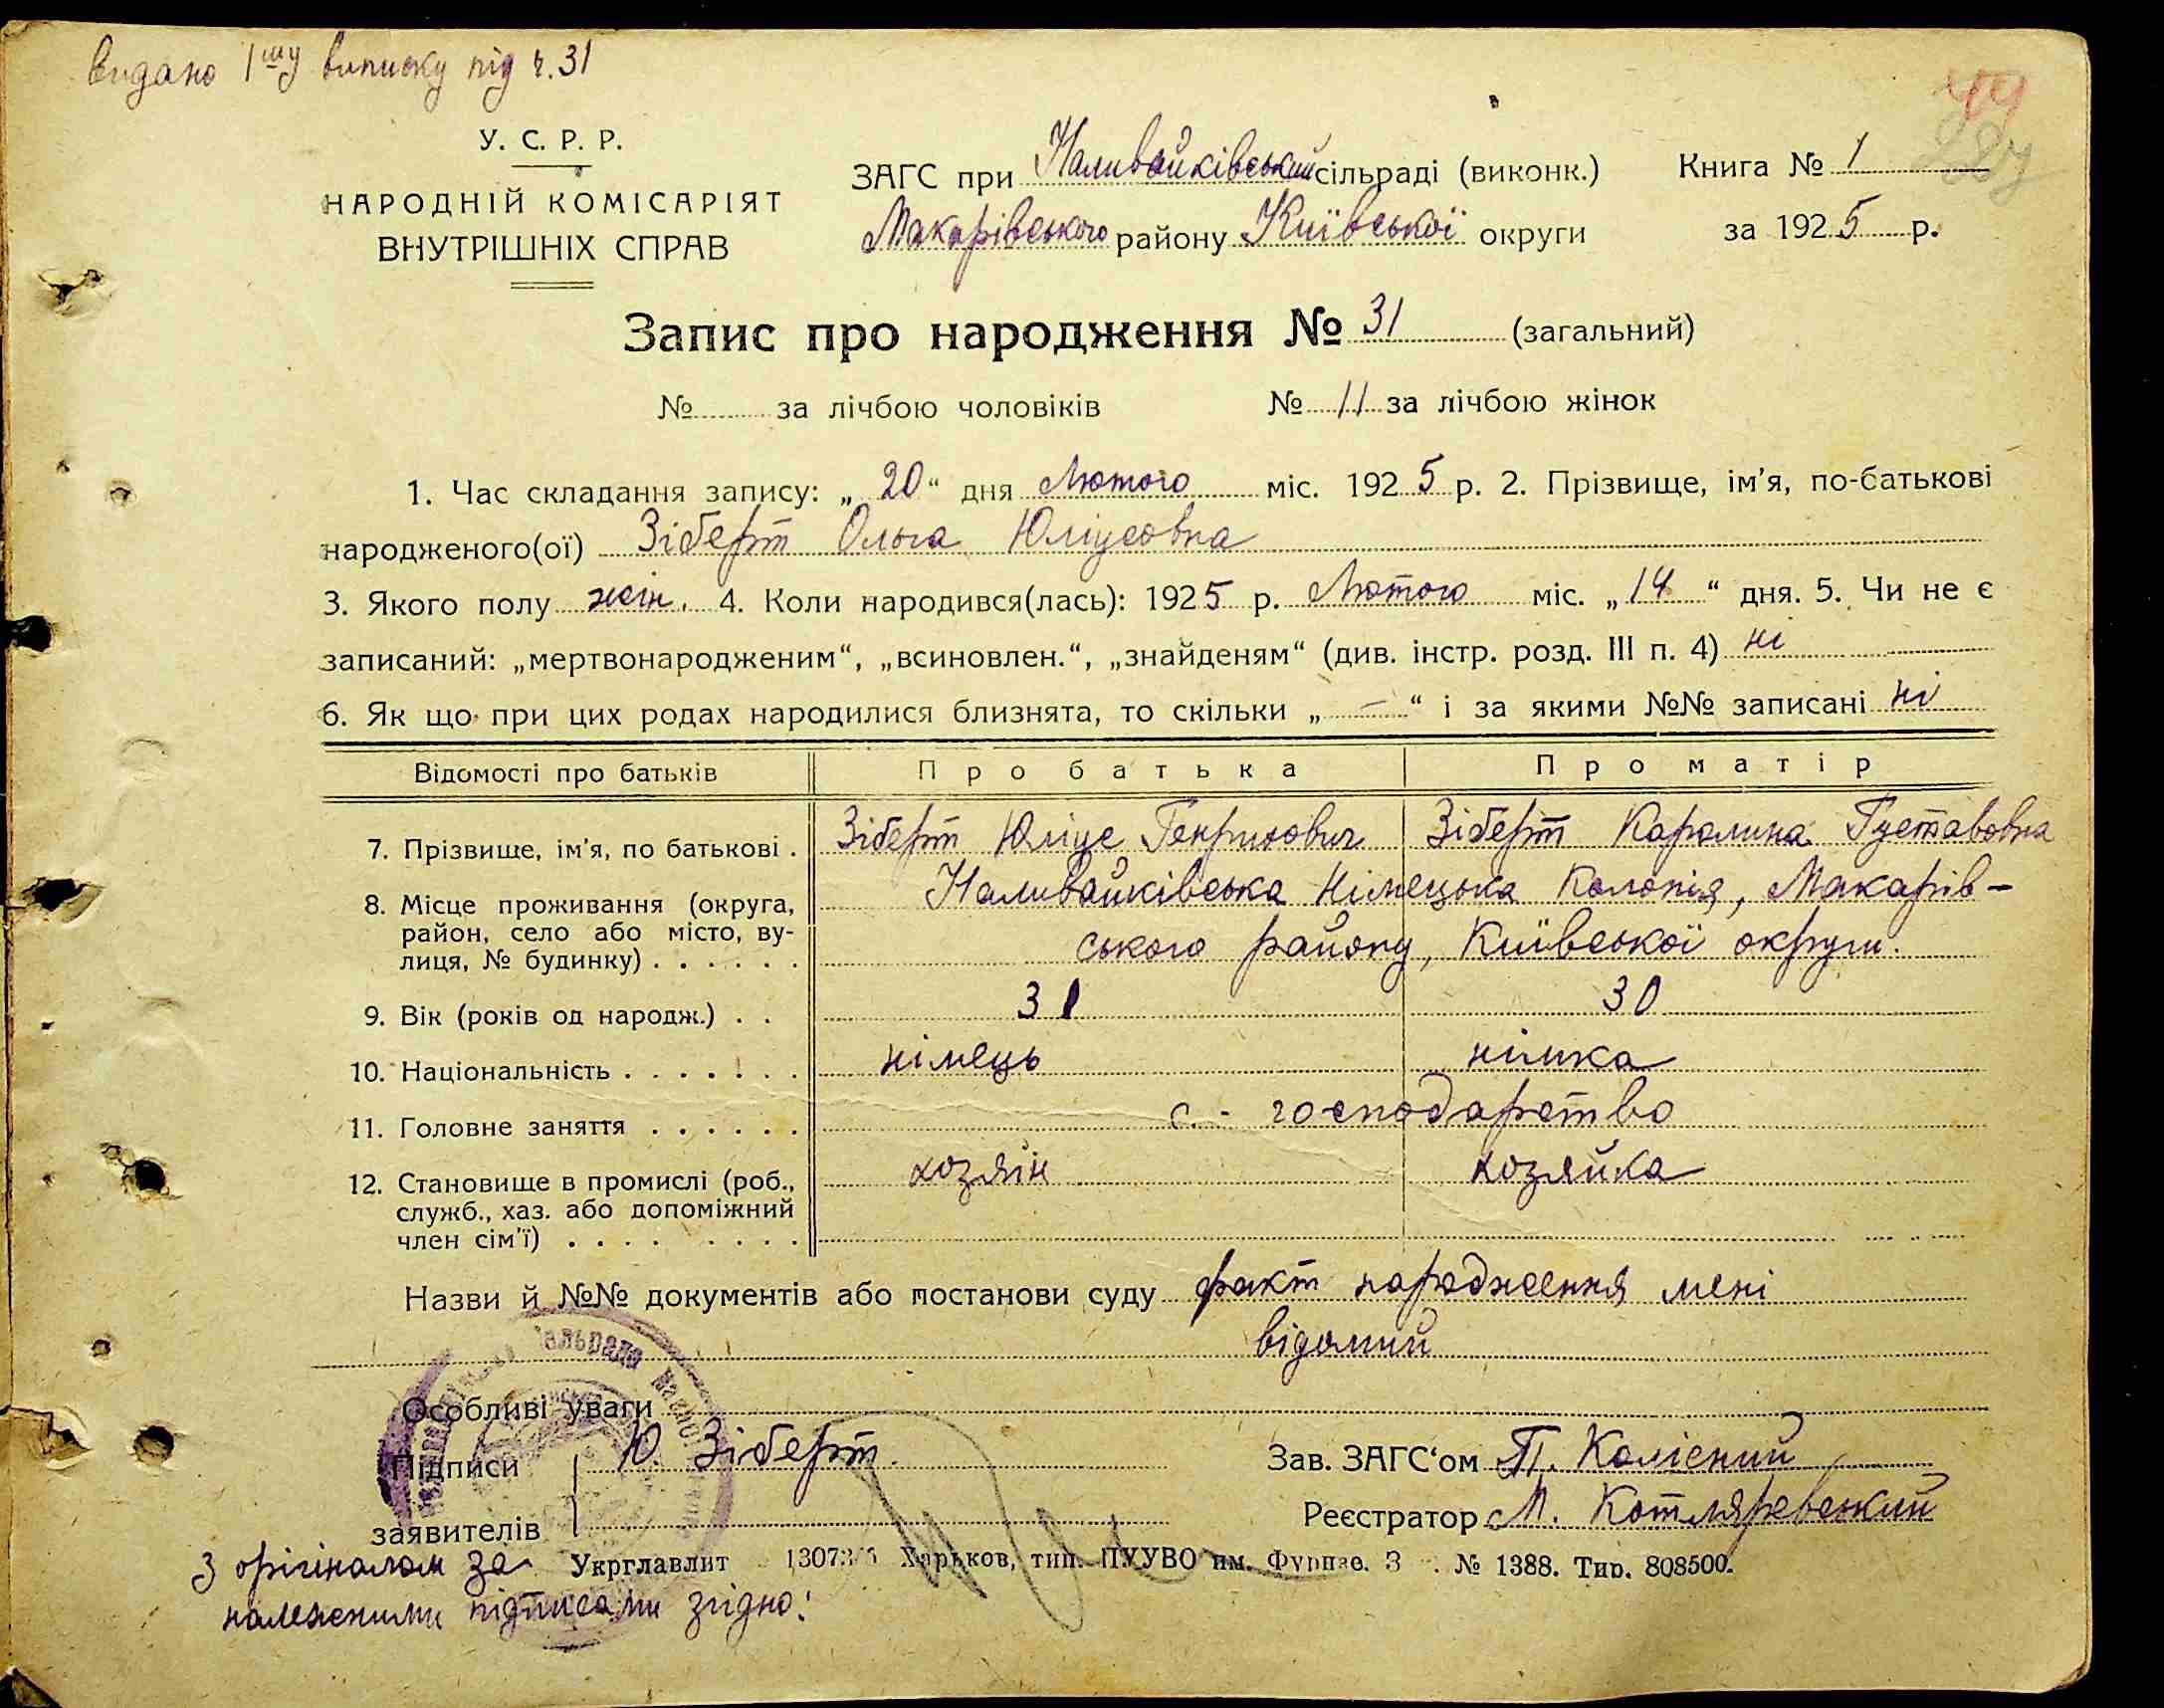 видано 1шу виписку під ч. 31
У. С. Р. Р.
НАРОДНІЙ КОМІСАРІЯТ
ВНУТРІШНІХ СПРАВ
ЗАГС при Наливайківський сільраді (виконк.)
Макарівського району Київської округи
Книга № 1
за 1925 р.
Запис про народження № 31 (загальний)
№ за лічбою чоловіків № 11 за лічбою жінок
1. Час складання запису: „ 20 “ дня Лютого міс. 1925 р. 2. Прізвище, ім'я, по-батькові
народженого(ої) Зіберт Ольга Юліусовна
3. Якого полу жін. 4. Коли народився(лась): 1925 р. Лютого міс. „ 14 “ дня. 5. Чи не є
записаний: „мертвонародженим“, „всиновлен.“, „знайденям“ (див. інстр. розд. III п. 4) ні
6. Як що при цих родах народилися близнята, то скільки „ — “ і за якими №№ записані ні
Відомості про батьків Про батька Про матір
7. Прізвище, ім'я, по батькові . Зіберт Юліус Генрихович Зіберт Каролина Густавовна
8. Місце проживання (округа, Наливайківська Німецька Колонія, Макарів-
район, село або місто, ву- ського району, Київської округи.
лиця, № будинку) . . . . . .
9. Вік (років од народж.) . . 31 30
10. Національність . . . . . . . німець німка
11. Головне заняття . . . . . . с. - господарство
12. Становище в промислі (роб., хозяін хозяйка
служб., хаз. або допоміжний
член сім'ї) . . . . . . . .
Назви й №№ документів або постанови суду факт народження мені
відомий
Особливі уваги
Підписи Ю. Зіберт.
заявителів
Зав. ЗАГС‘ом П. Колісний
Реєстратор М. Котляревський
Укрглавлит Харьков, тип. ПУУВО им. Фрунзе. З . № 1388. Тир. 808500.
З орігіналом за
належними підписами згідно: